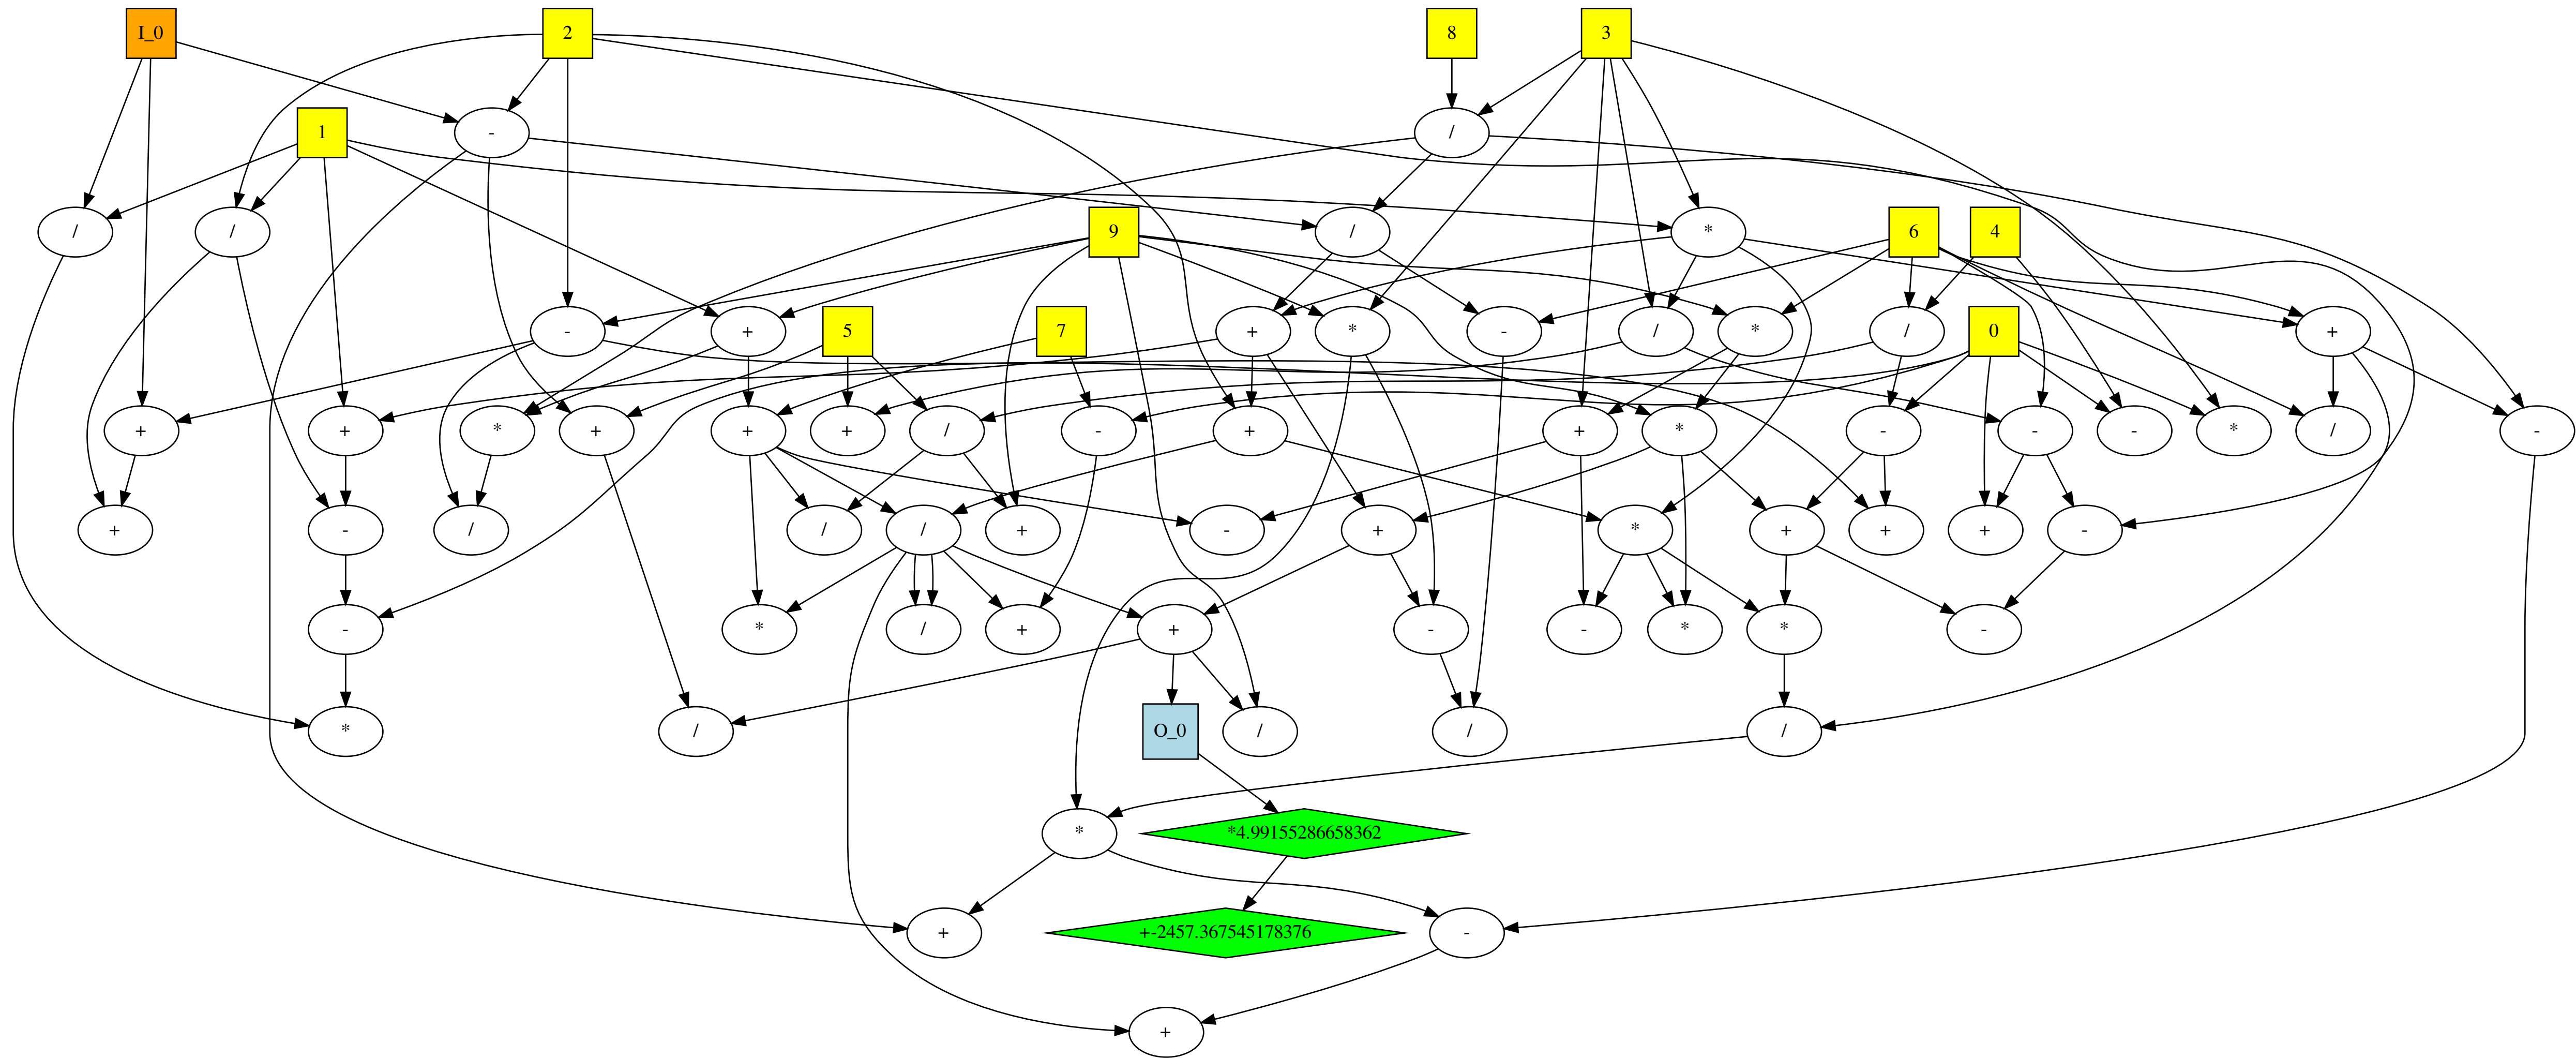 I_0 2 8 3
1 - /
/ / 9 / * 6 4
- + 5 7 + * - / * / 0 +
+ + * + + + / - + + * - - - * / -
+ - / / / + - + * + + + -
- * / + + - - * * -
* / O_0 / / /
* *4.99155286658362
+ +-2457.367545178376 -
+